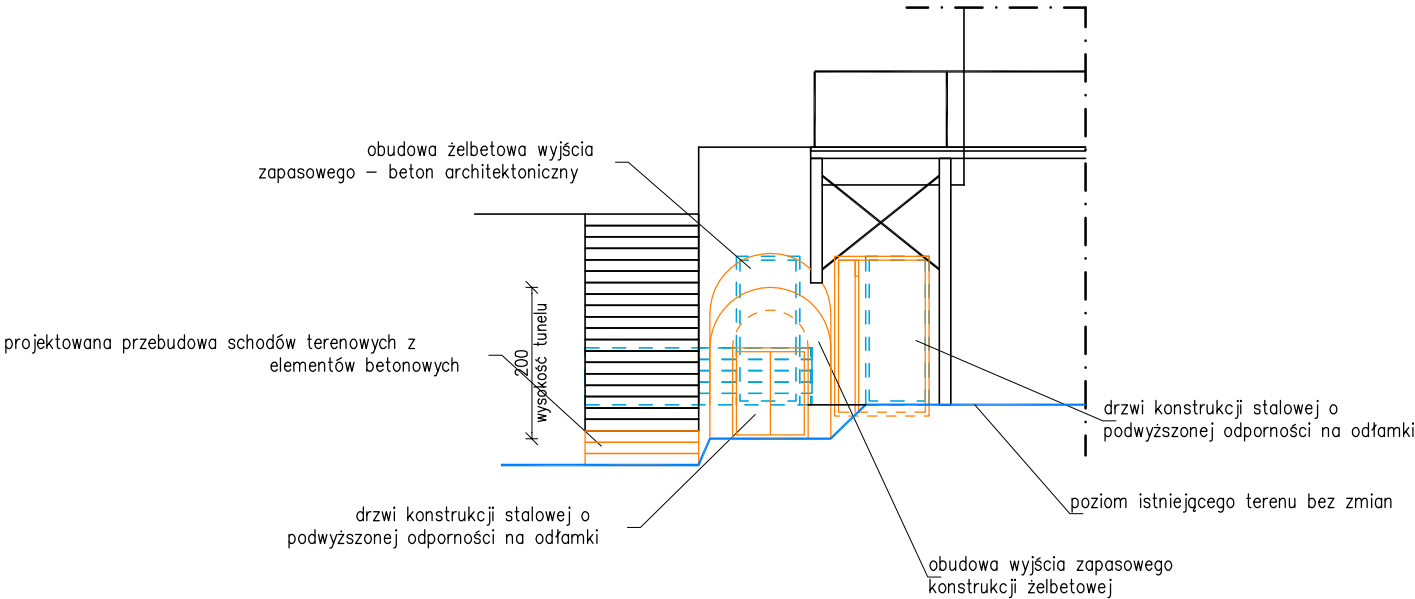 obudowa żelbetowa wyjścia
zapasowego – beton architektoniczny
projektowana przebudowa schodów terenowych z
elementów betonowych
200
wysokość tunelu
drzwi konstrukcji stalowej o
podwyższonej odporności na odłamki
poziom istniejącego terenu bez zmian
drzwi konstrukcji stalowej o
podwyższonej odporności na odłamki
obudowa wyjścia zapasowego
konstrukcji żelbetowej